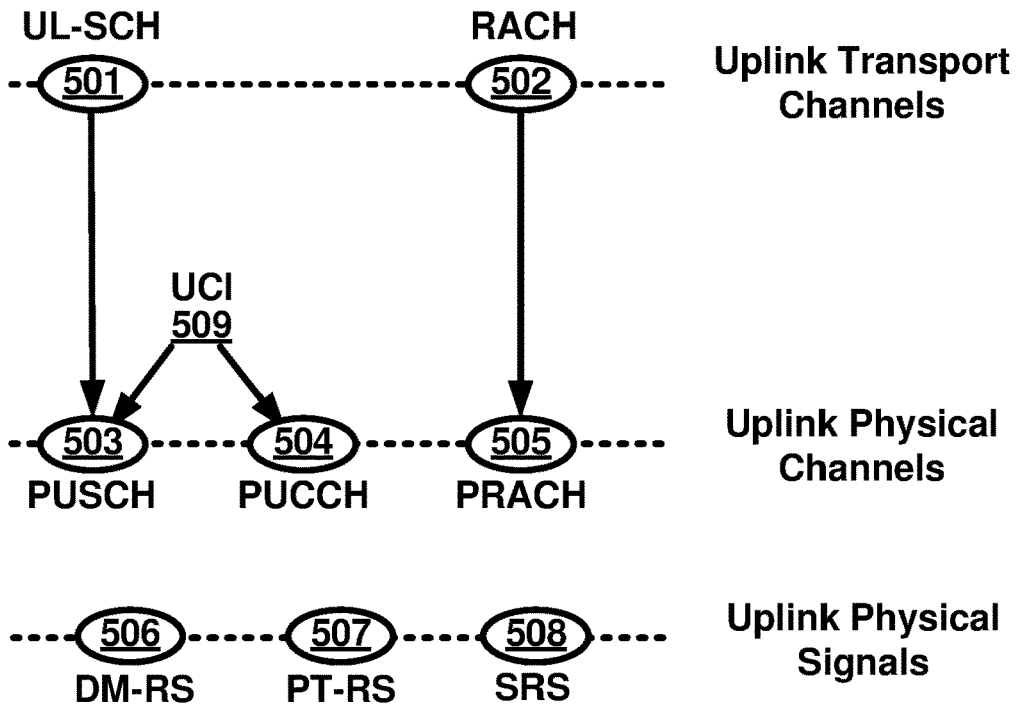 UL-SCH
RACH
501
502
Uplink Transport
Channels
UCI
509
503
504
505
Uplink Physical
Channels
PUSCH
PUCCH
PRACH
506
507
508
Uplink Physical
Signals
DM-RS
PT-RS
SRS